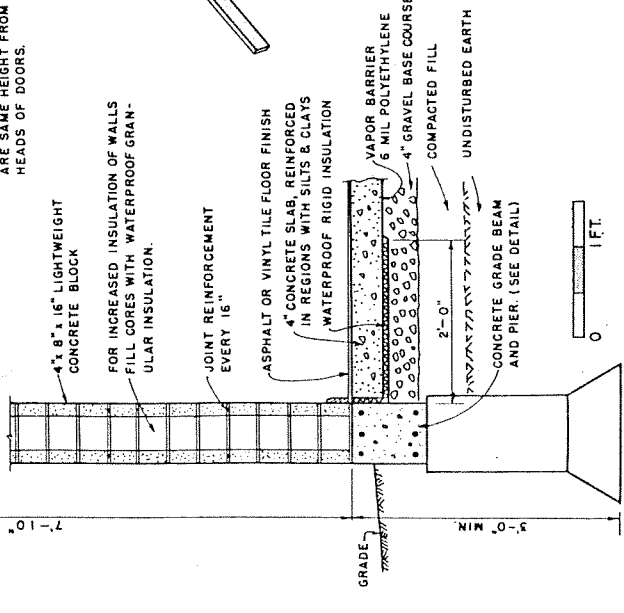 ARE SAME HEIGHT FROM
HEADS OF DOORS.
4" x 8" x 16" LIGHTWEIGHT
CONCRETE BLOCK
FOR INCREASED INSULATION OF WALLS
FILL CORES WITH WATERPROOF GRAN-
ULAR INSULATION.
JOINT REINFORCEMENT
EVERY 16"
7'-10"
ASPHALT OR VINYL TILE FLOOR FINISH
4" CONCRETE SLAB, REINFORCED
IN REGIONS WITH SILTS & CLAYS
WATERPROOF RIGID INSULATION
VAPOR BARRIER
6 MIL POLYETHYLENE
4" GRAVEL BASE COURSE
COMPACTED FILL
UNDISTURBED EARTH
GRADE
2'-0"
3'-0" MIN.
CONCRETE GRADE BEAM
AND PIER. (SEE DETAIL)
0 1 FT.